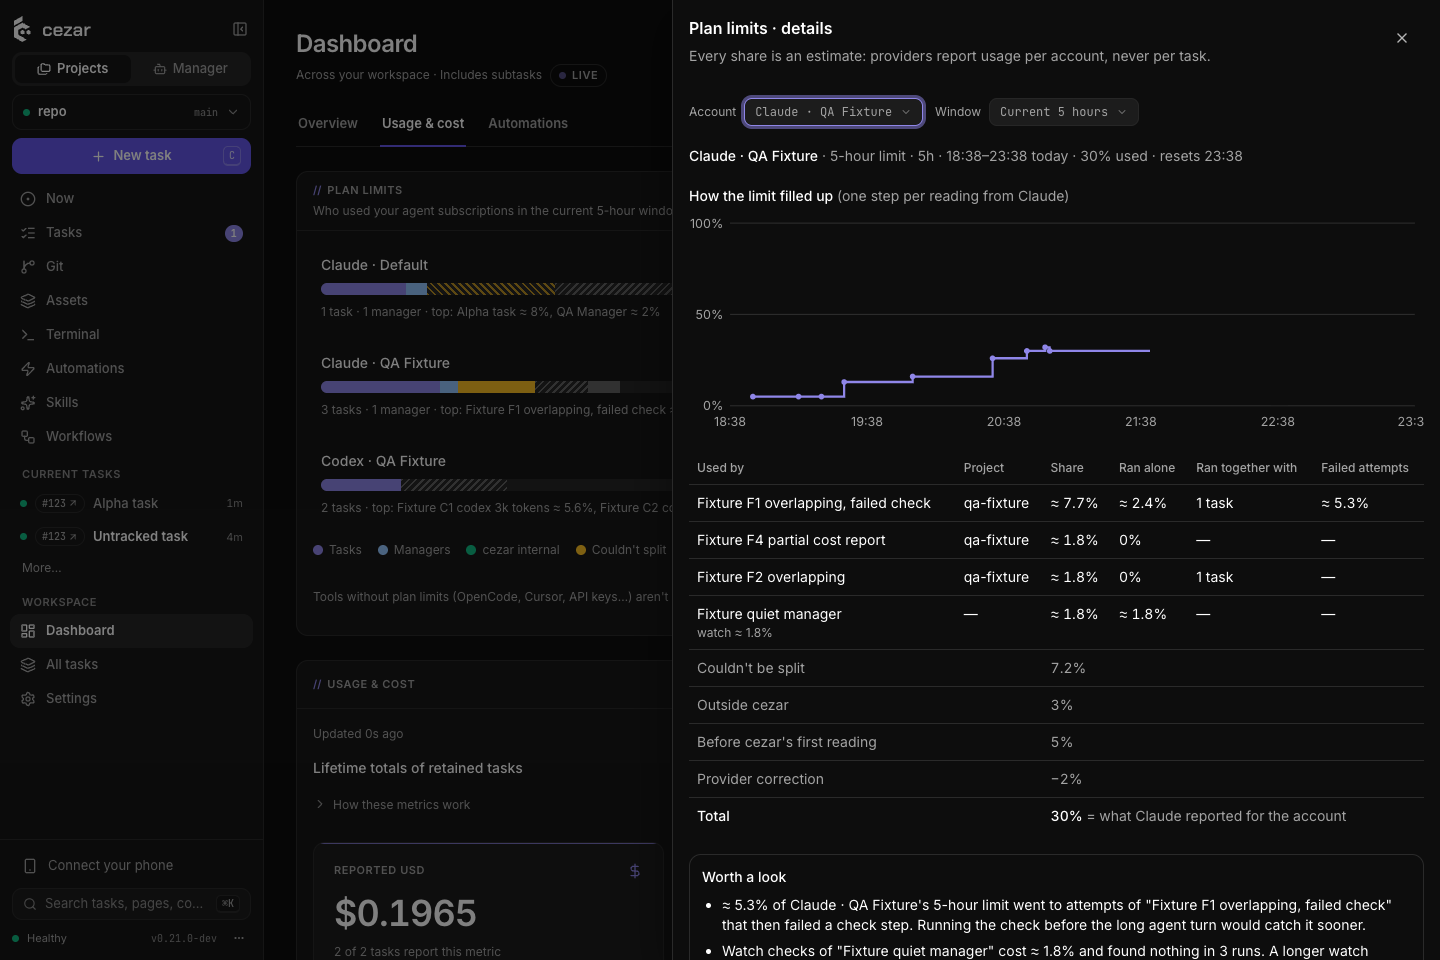 cezar
Projects
Manager
repo
main
New task
C
Now
Tasks
1
Git
Assets
Terminal
Automations
Skills
Workflows
CURRENT TASKS
#123 ↗ Alpha task 1m
#123 ↗ Untracked task 4m
More...
WORKSPACE
Dashboard
All tasks
Settings
Connect your phone
Search tasks, pages, co... ⌘K
Healthy v0.21.0-dev ···
Dashboard
Across your workspace · Includes subtasks LIVE
Overview Usage & cost Automations
// PLAN LIMITS
Who used your agent subscriptions in the current 5-hour windo
Claude · Default
1 task · 1 manager · top: Alpha task ≈ 8%, QA Manager ≈ 2%
Claude · QA Fixture
3 tasks · 1 manager · top: Fixture F1 overlapping, failed check
Codex · QA Fixture
2 tasks · top: Fixture C1 codex 3k tokens ≈ 5.6%, Fixture C2 co
Tasks Managers cezar internal Couldn't split
Tools without plan limits (OpenCode, Cursor, API keys...) aren't
// USAGE & COST
Updated 0s ago
Lifetime totals of retained tasks
How these metrics work
REPORTED USD $
$0.1965
2 of 2 tasks report this metric
Plan limits · details
Every share is an estimate: providers report usage per account, never per task.
Account Claude · QA Fixture Window Current 5 hours
Claude · QA Fixture · 5-hour limit · 5h · 18:38–23:38 today · 30% used · resets 23:38
How the limit filled up (one step per reading from Claude)
100%
50%
0%
18:38 19:38 20:38 21:38 22:38 23:3
Used by Project Share Ran alone Ran together with Failed attempts
Fixture F1 overlapping, failed check qa-fixture ≈ 7.7% ≈ 2.4% 1 task ≈ 5.3%
Fixture F4 partial cost report qa-fixture ≈ 1.8% 0% — —
Fixture F2 overlapping qa-fixture ≈ 1.8% 0% 1 task —
Fixture quiet manager — ≈ 1.8% ≈ 1.8% — —
watch ≈ 1.8%
Couldn't be split 7.2%
Outside cezar 3%
Before cezar's first reading 5%
Provider correction −2%
Total 30% = what Claude reported for the account
Worth a look
• ≈ 5.3% of Claude · QA Fixture's 5-hour limit went to attempts of "Fixture F1 overlapping, failed check"
that then failed a check step. Running the check before the long agent turn would catch it sooner.
• Watch checks of "Fixture quiet manager" cost ≈ 1.8% and found nothing in 3 runs. A longer watch